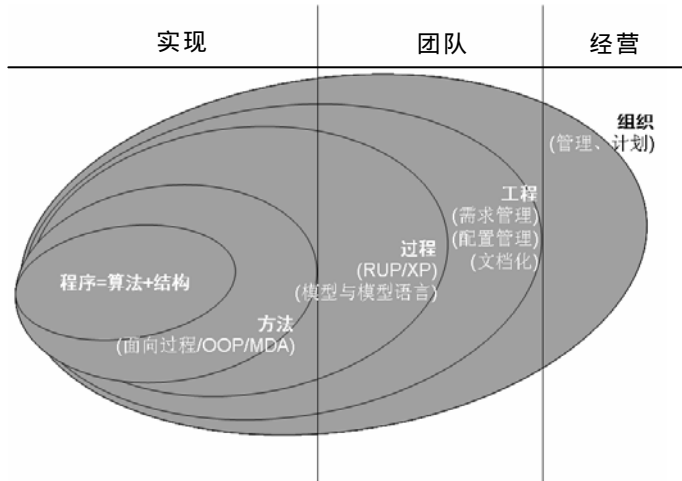 实现 团队 经营
组织
(管理、计划)
工程
(需求管理)
(配置管理)
(文档化)
过程
(RUP/XP)
(模型与模型语言)
程序=算法+结构
方法
(面向过程/OOP/MDA)